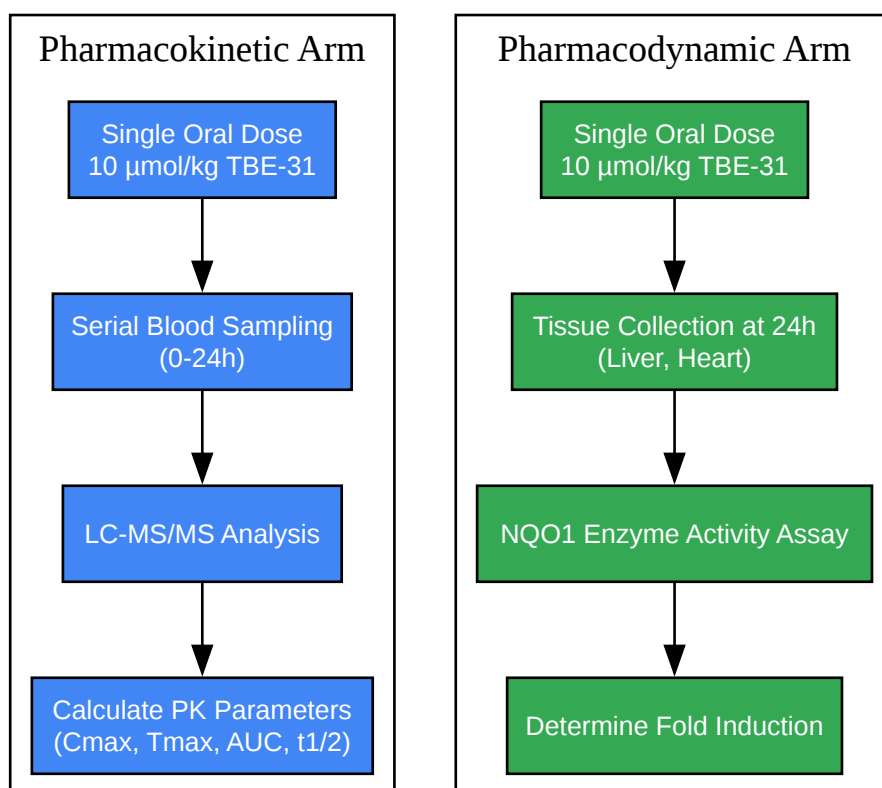 Pharmacokinetic Arm
Single Oral Dose
10 µmol/kg TBE-31
Serial Blood Sampling
(0-24h)
LC-MS/MS Analysis
Calculate PK Parameters
(Cmax, Tmax, AUC, t1/2)
Pharmacodynamic Arm
Single Oral Dose
10 µmol/kg TBE-31
Tissue Collection at 24h
(Liver, Heart)
NQO1 Enzyme Activity Assay
Determine Fold Induction